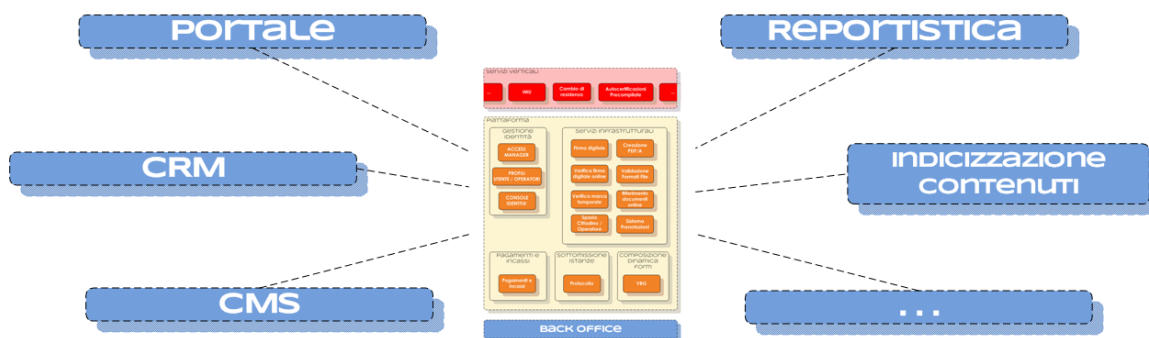 PORTALE
REPORTISTICA
CRM
INDICIZZAZIONE
CONTENUTI
CMS
...
SERVIZI VERTICALI
...
IMU
Cambio di
residenza
Autocertificazioni
Precompilate
...
PIATTAFORMA
GESTIONE
IDENTITÀ
ACCESS
MANAGER
PROFILI
UTENTE / OPERATORI
CONSOLE
IDENTITÀ
SERVIZI INFRASTRUTTURALI
Firma digitale
Creazione
PDF/A
Verifica firma
digitale online
Validazione
Formati File
Verifica marca
temporale
Riferimento
documenti
online
Spazio
Cittadino /
Operatore
Sistema
Prenotazioni
PAGAMENTI E
INCASSI
Pagamenti e
Incassi
SOTTOMISSIONE
ISTANZE
Protocollo
COMPOSIZIONE
DINAMICA
FORM
VBG
BACK OFFICE